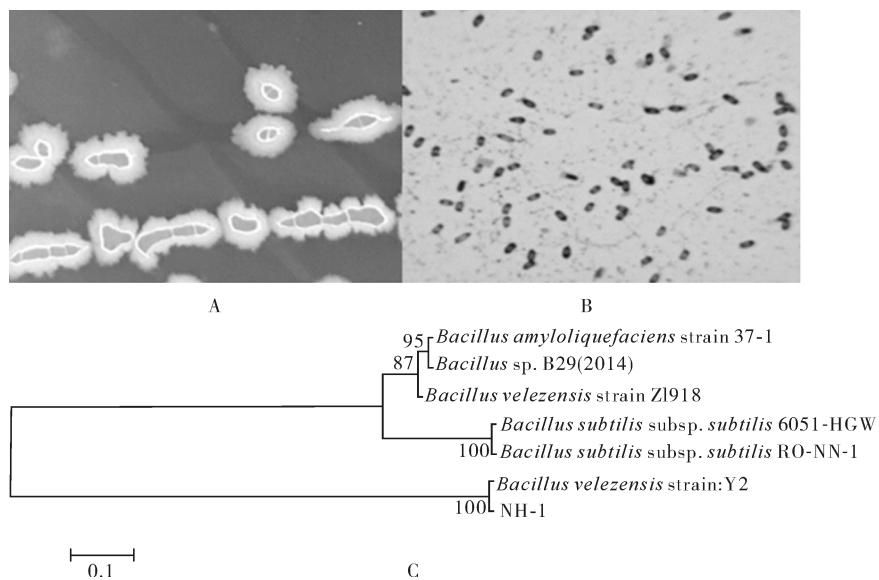 A
B
95
Bacillus amyloliquefaciens strain 37-1
87
Bacillus sp. B29(2014)
Bacillus velezensis strain Zl918
Bacillus subtilis subsp. subtilis 6051-HGW
100
Bacillus subtilis subsp. subtilis RO-NN-1
Bacillus velezensis strain:Y2
100
NH-1
0.1
C